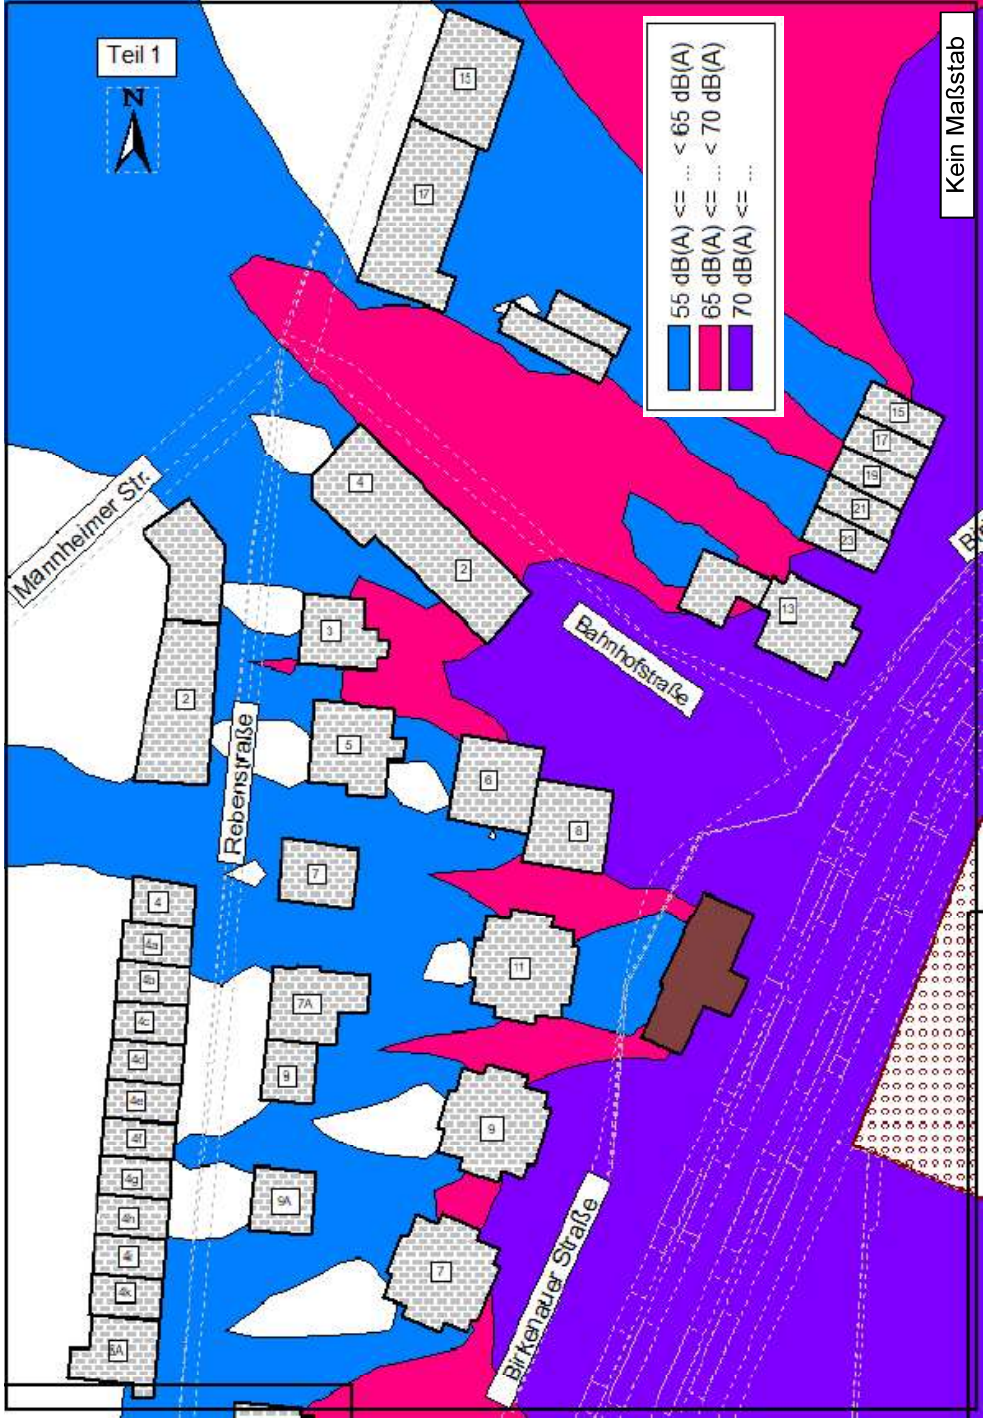 Teil 1
N
15
17
Mannheimer Str.
4
2
3
2
5
Rebenstraße
Bahnhofstraße
55 dB(A) <= ... < 65 dB(A)
65 dB(A) <= ... < 70 dB(A)
70 dB(A) <= ...
Kein Maßstab
15
17
19
21
23
13
6
8
7
4
4a
4b
4c
4d
4e
4f
4g
4h
4i
4k
11
7A
9
9
9A
7
Birkenauer Straße